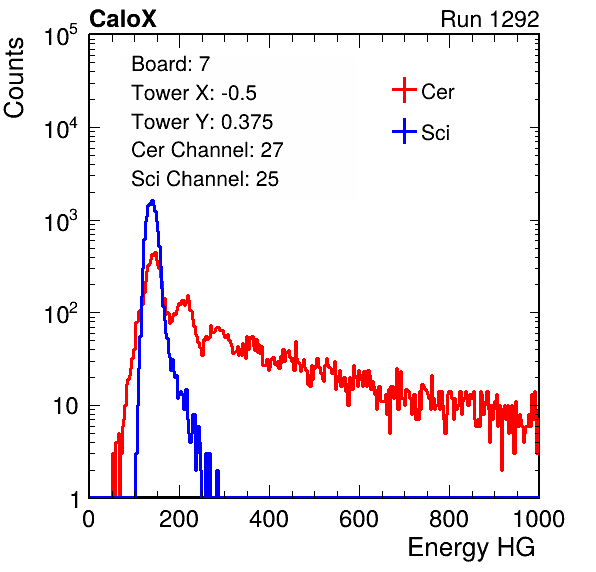 CaloX Run 1292
Counts
Board: 7
Tower X: -0.5
Tower Y: 0.375
Cer Channel: 27
Sci Channel: 25
Cer
Sci
10^5
10^4
10^3
10^2
10
1
0 200 400 600 800 1000
Energy HG